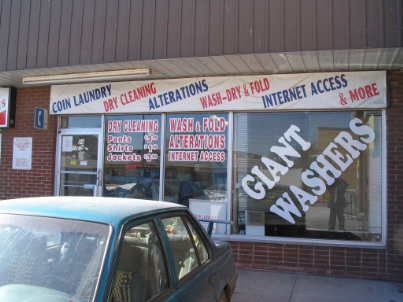 COIN LAUNDRY DRY CLEANING ALTERATIONS WASH-DRY & FOLD INTERNET ACCESS & MORE
DRY CLEANING
Pants
Shirts
Jackets
WASH & FOLD
ALTERATIONS
INTERNET ACCESS
GIANT
WASHERS